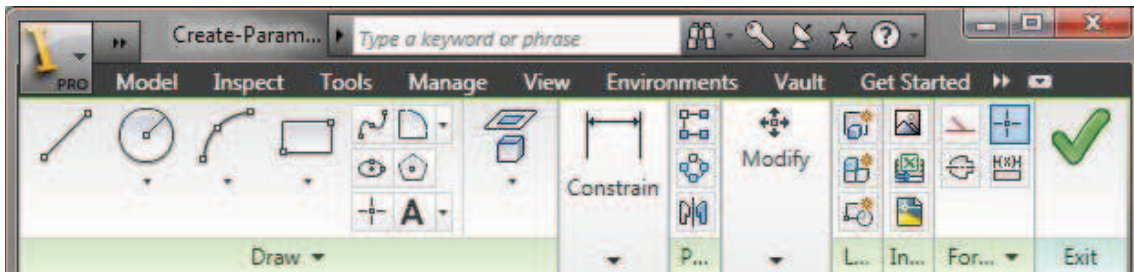 Create-Param... Type a keyword or phrase
PRO Model Inspect Tools Manage View Environments Vault Get Started
Constrain Modify
A
Draw P... L... In... For... Exit